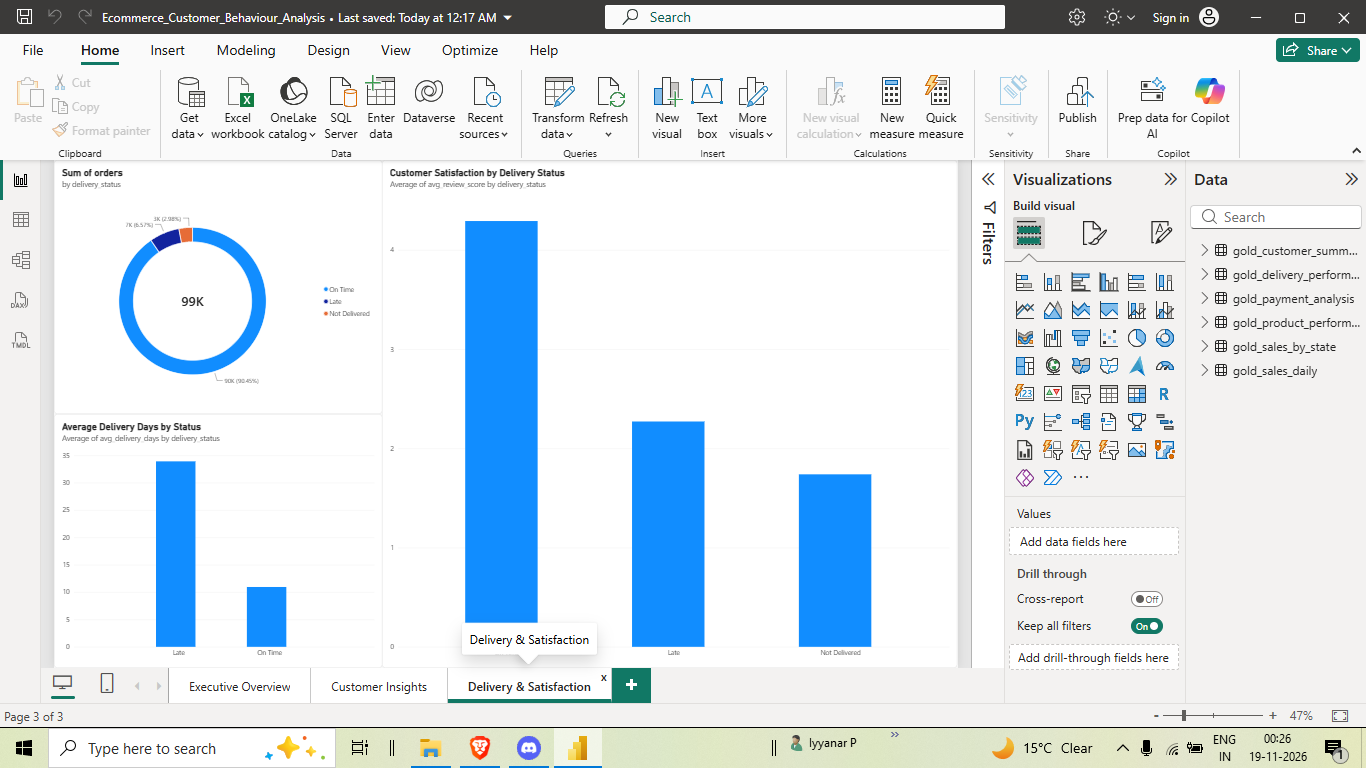 Ecommerce_Customer_Behaviour_Analysis • Last saved: Today at 12:17 AM
Search
Sign in
File
Home
Insert
Modeling
Design
View
Optimize
Help
Share
Paste
Cut
Copy
Format painter
Clipboard
Get data
Excel workbook
OneLake catalog
SQL Server
Enter data
Dataverse
Recent sources
Data
Transform data
Refresh
Queries
New visual
Text box
More visuals
Insert
New visual calculation
New measure
Quick measure
Calculations
Sensitivity
Sensitivity
Publish
Share
Prep data for AI
Copilot
Copilot
Sum of orders
by delivery_status
3K (2.98%)
7K (6.57%)
99K
90K (90.45%)
On Time
Late
Not Delivered
Average Delivery Days by Status
Average of avg_delivery_days by delivery_status
35
30
25
20
15
10
5
0
Late
On Time
Customer Satisfaction by Delivery Status
Average of avg_review_score by delivery_status
4
3
2
1
0
Late
Not Delivered
Delivery & Satisfaction
Filters
Visualizations
Build visual
123
R
Py
Values
Add data fields here
Drill through
Cross-report
Off
Keep all filters
On
Add drill-through fields here
Data
Search
gold_customer_summ...
gold_delivery_perform...
gold_payment_analysis
gold_product_perform...
gold_sales_by_state
gold_sales_daily
DAX
TMDL
Executive Overview
Customer Insights
Delivery & Satisfaction
x
+
Page 3 of 3
- + 47%
Type here to search
Iyyanar P
15°C Clear
ENG
IN
00:26
19-11-2026
1